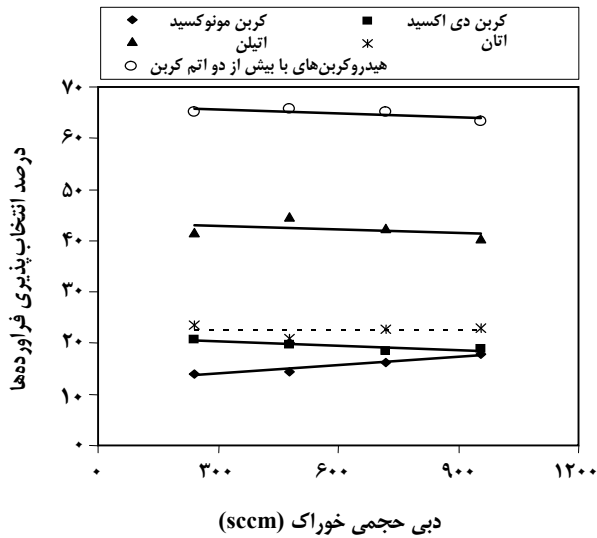 کربن دی اکسید کربن مونوکسید
اتان اتیلن
هیدروکربن‌های با بیش از دو اتم کربن
درصد انتخاب‌پذیری فراورده‌ها
۷۰
۶۰
۵۰
۴۰
۳۰
۲۰
۱۰
۰
۰ ۳۰۰ ۶۰۰ ۹۰۰ ۱۲۰۰
دبی حجمی خوراک (sccm)